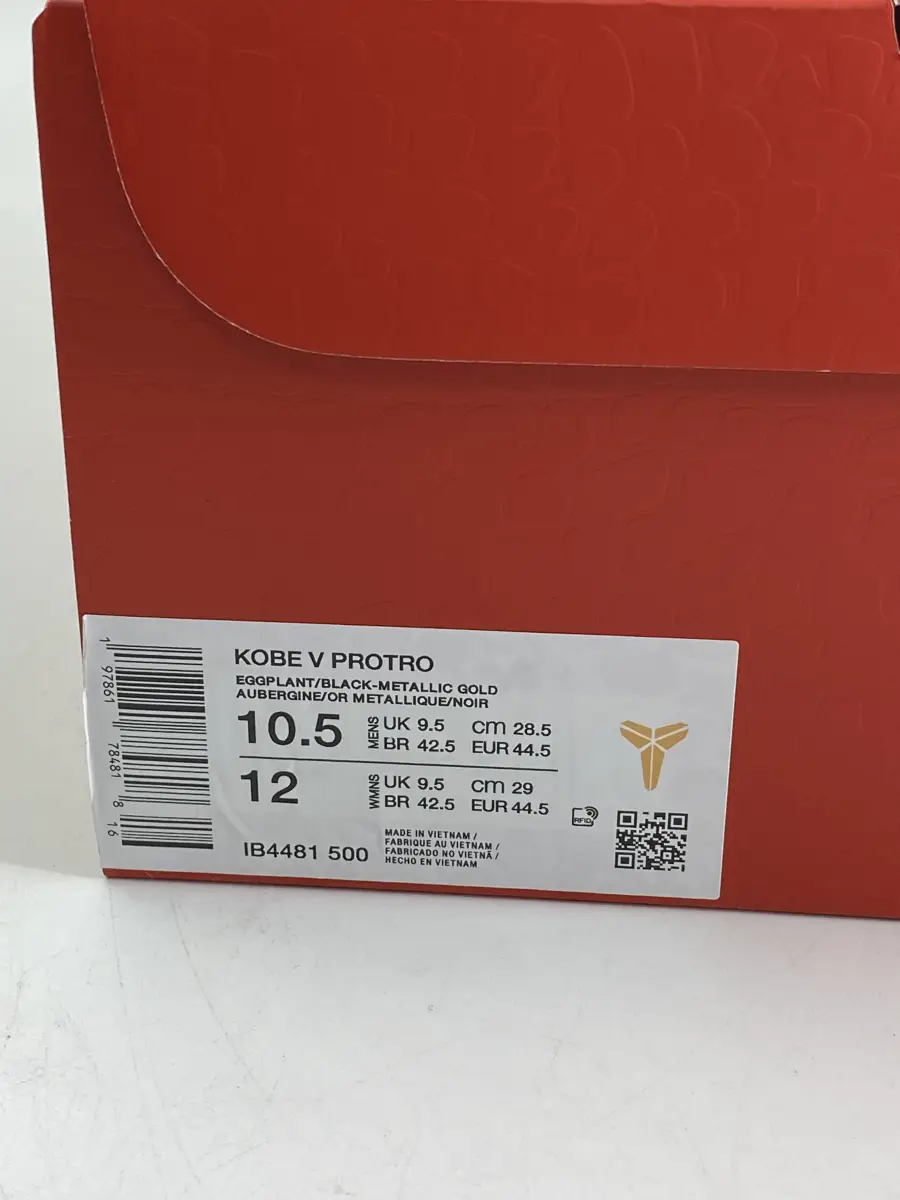 KOBE V PROTRO
EGGPLANT/BLACK-METALLIC GOLD
AUBERGINE/OR METALLIQUE/NOIR
10.5 MENS UK 9.5 cm 28.5
BR 42.5 EUR 44.5
12 WMNS UK 9.5 cm 29
BR 42.5 EUR 44.5
RFID
IB4481 500
MADE IN VIETNAM /
FABRIQUE AU VIETNAM /
FABRICADO NO VIETNÃ /
HECHO EN VIETNAM
1 97861 78481 8 16